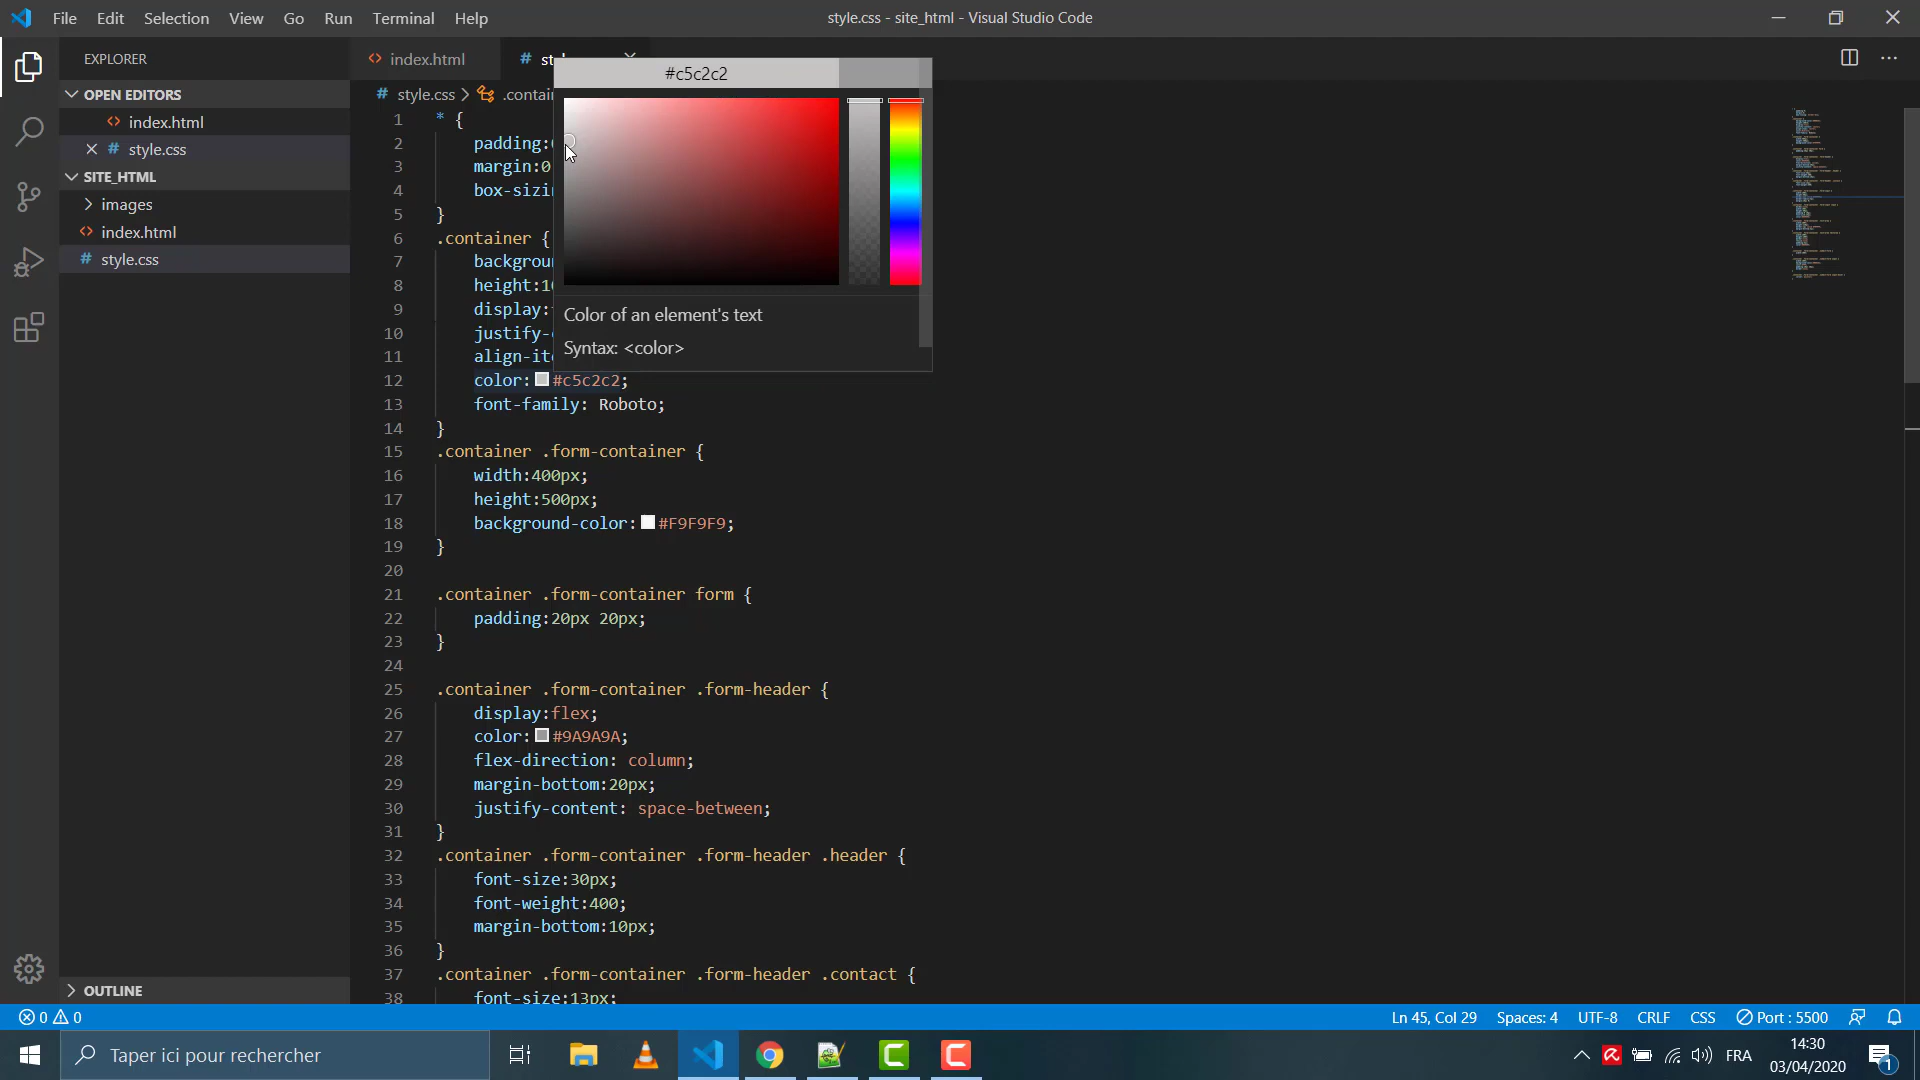 File Edit Selection View Go Run Terminal Help
style.css - site_html - Visual Studio Code
EXPLORER
OPEN EDITORS
index.html
style.css
SITE_HTML
images
index.html
style.css
OUTLINE
index.html
# style.css >
#c5c2c2
Color of an element's text
Syntax: <color>
1 * {
2 padding:
3 margin:0
4
5 }
6 .container {
7
8
9 display:
10
11
12 color: #c5c2c2;
13 font-family: Roboto;
14 }
15 .container .form-container {
16 width:400px;
17 height:500px;
18 background-color: #F9F9F9;
19 }
20
21 .container .form-container form {
22 padding:20px 20px;
23 }
24
25 .container .form-container .form-header {
26 display:flex;
27 color: #9A9A9A;
28 flex-direction: column;
29 margin-bottom:20px;
30 justify-content: space-between;
31 }
32 .container .form-container .form-header .header {
33 font-size:30px;
34 font-weight:400;
35 margin-bottom:10px;
36 }
37 .container .form-container .form-header .contact {
38 font-size:13px;
0 0 Ln 45, Col 29 Spaces: 4 UTF-8 CRLF CSS Port : 5500
Taper ici pour rechercher
FRA
14:30
03/04/2020
1